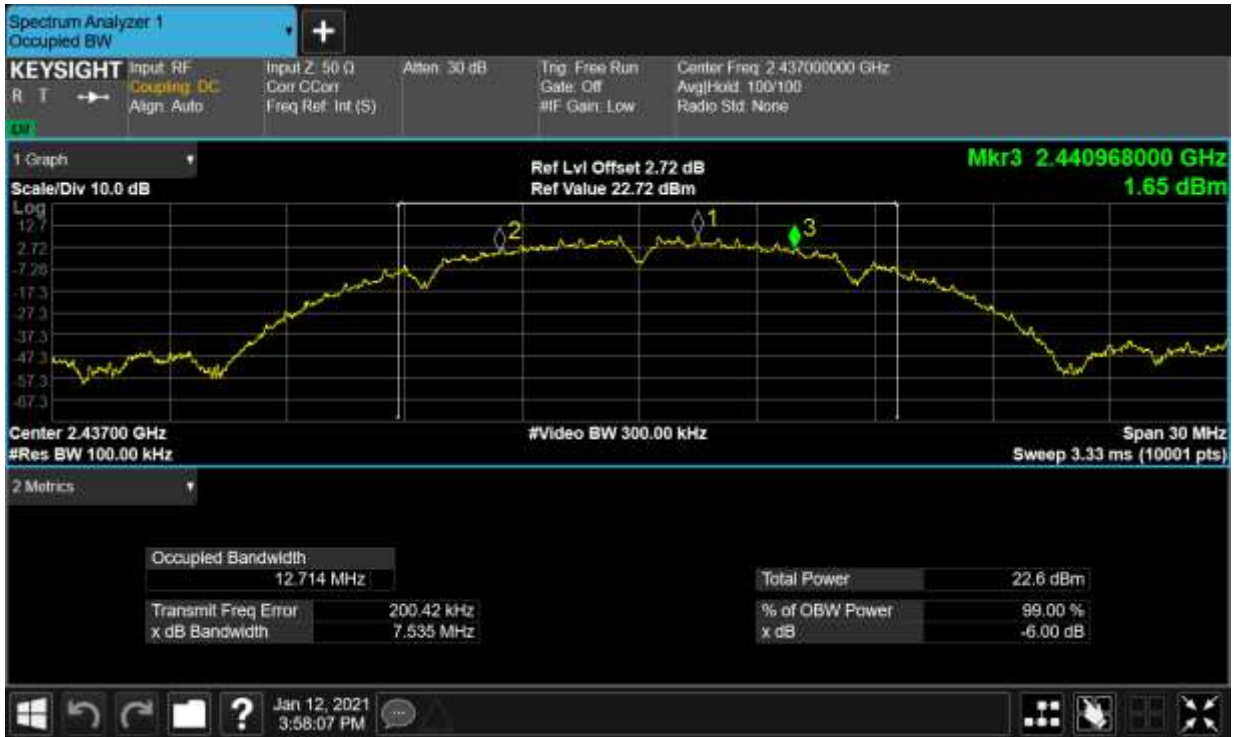 Spectrum Analyzer 1
Occupied BW
KEYSIGHT
R T
Input: RF
Coupling: DC
Align: Auto
Input Z: 50 Ω
Corr CCorr
Freq Ref: Int (S)
Atten: 30 dB
Trig: Free Run
Gate: Off
#IF Gain: Low
Center Freq: 2.437000000 GHz
Avg|Hold: 100/100
Radio Std: None
1 Graph
Scale/Div 10.0 dB
Ref Lvl Offset 2.72 dB
Ref Value 22.72 dBm
Mkr3 2.440968000 GHz
1.65 dBm
Log
12.7
2.72
-7.28
-17.3
-27.3
-37.3
-47.3
-57.3
-67.3
2
1
3
Center 2.43700 GHz
#Res BW 100.00 kHz
#Video BW 300.00 kHz
Span 30 MHz
Sweep 3.33 ms (10001 pts)
2 Metrics
Occupied Bandwidth
12.714 MHz
Transmit Freq Error 200.42 kHz
x dB Bandwidth 7.535 MHz
Total Power 22.6 dBm
% of OBW Power 99.00 %
x dB -6.00 dB
?
Jan 12, 2021
3:58:07 PM